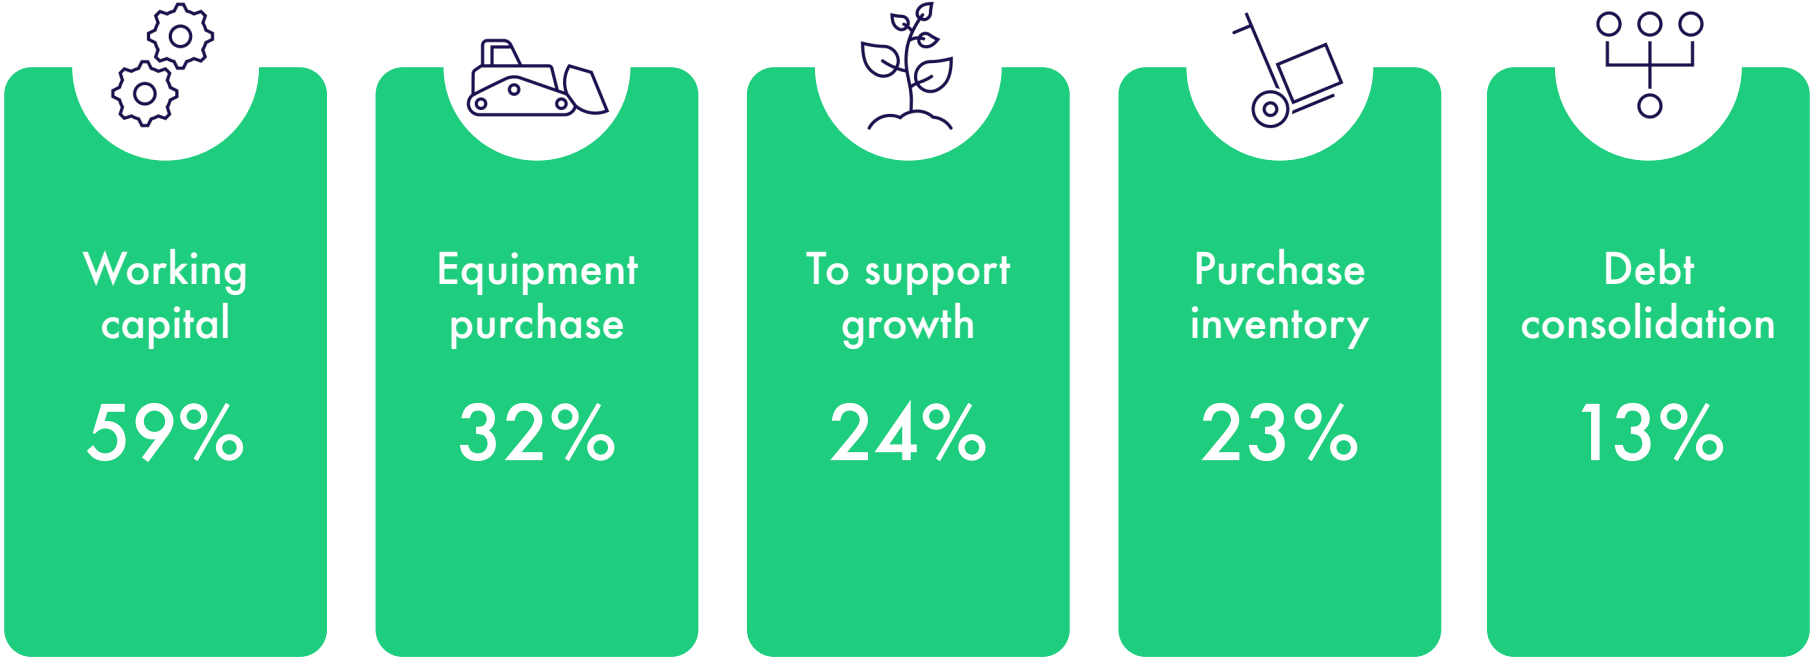 Working
capital
59%
Equipment
purchase
32%
To support
growth
24%
Purchase
inventory
23%
Debt
consolidation
13%